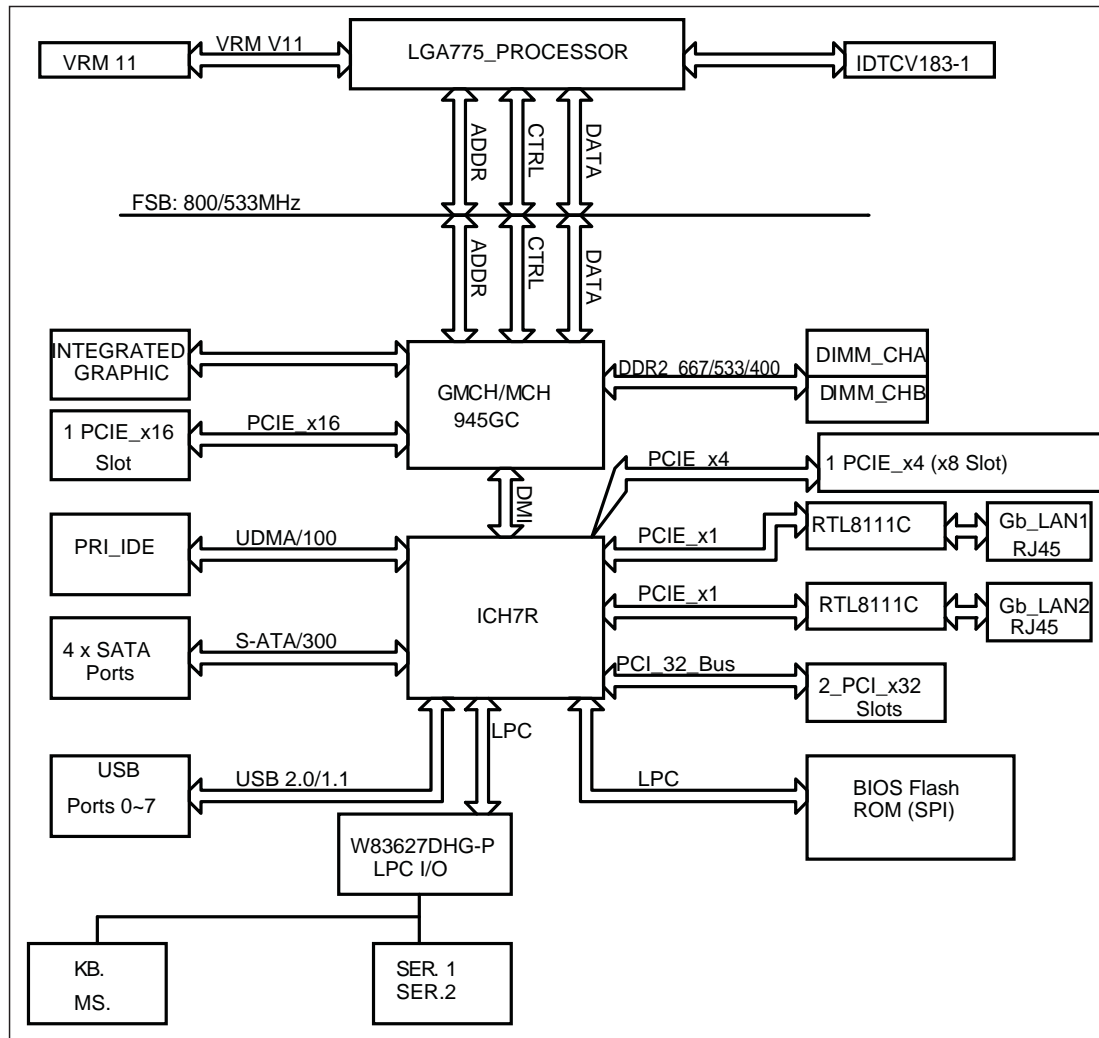 VRM 11
VRM V11
LGA775_PROCESSOR
IDTCV183-1
ADDR
CTRL
DATA
FSB: 800/533MHz
ADDR
CTRL
DATA
INTEGRATED
GRAPHIC
GMCH/MCH
945GC
DDR2_667/533/400
DIMM_CHA
DIMM_CHB
1 PCIE_x16
Slot
PCIE_x16
PCIE_x4
1 PCIE_x4 (x8 Slot)
DMI
PRI_IDE
UDMA/100
ICH7R
PCIE_x1
RTL8111C
Gb_LAN1
RJ45
PCIE_x1
RTL8111C
Gb_LAN2
RJ45
4 x SATA
Ports
S-ATA/300
PCI_32_Bus
2_PCI_x32
Slots
USB
Ports 0~7
USB 2.0/1.1
LPC
LPC
BIOS Flash
ROM (SPI)
W83627DHG-P
LPC I/O
KB.
MS.
SER. 1
SER.2